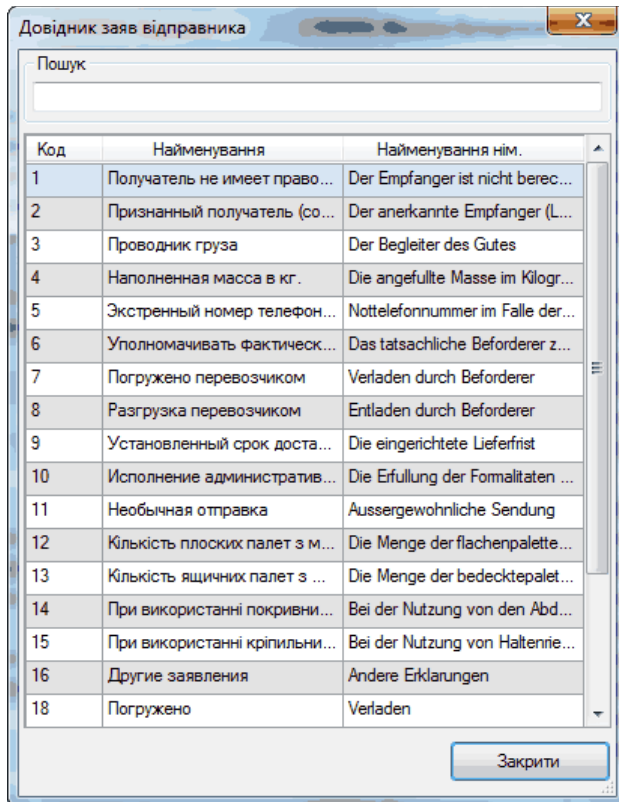 Довідник заяв відправника
Пошук
Код Найменування Найменування нім.
1 Получатель не имеет право... Der Empfanger ist nicht berec...
2 Признанный получатель (со... Der anerkannte Empfanger (L...
3 Проводник груза Der Begleiter des Gutes
4 Наполненная масса в кг. Die angefullte Masse im Kilogr...
5 Экстренный номер телефон... Nottelefonnummer im Falle der...
6 Уполномачивать фактическ... Das tatsachliche Beforderer z...
7 Погружено перевозчиком Verladen durch Beforderer
8 Разгрузка перевозчиком Entladen durch Beforderer
9 Установленный срок доста... Die eingerichtete Lieferfrist
10 Исполнение административ... Die Erfullung der Formalitaten ...
11 Необычная отправка Aussergewohnliche Sendung
12 Кількість плоских палет з м... Die Menge der flachenpalette...
13 Кількість ящичних палет з ... Die Menge der bedecktepalet...
14 При використанні покривни... Bei der Nutzung von den Abd...
15 При використанні кріпильни... Bei der Nutzung von Haltenrie...
16 Другие заявления Andere Erklarungen
18 Погружено Verladen
Закрити